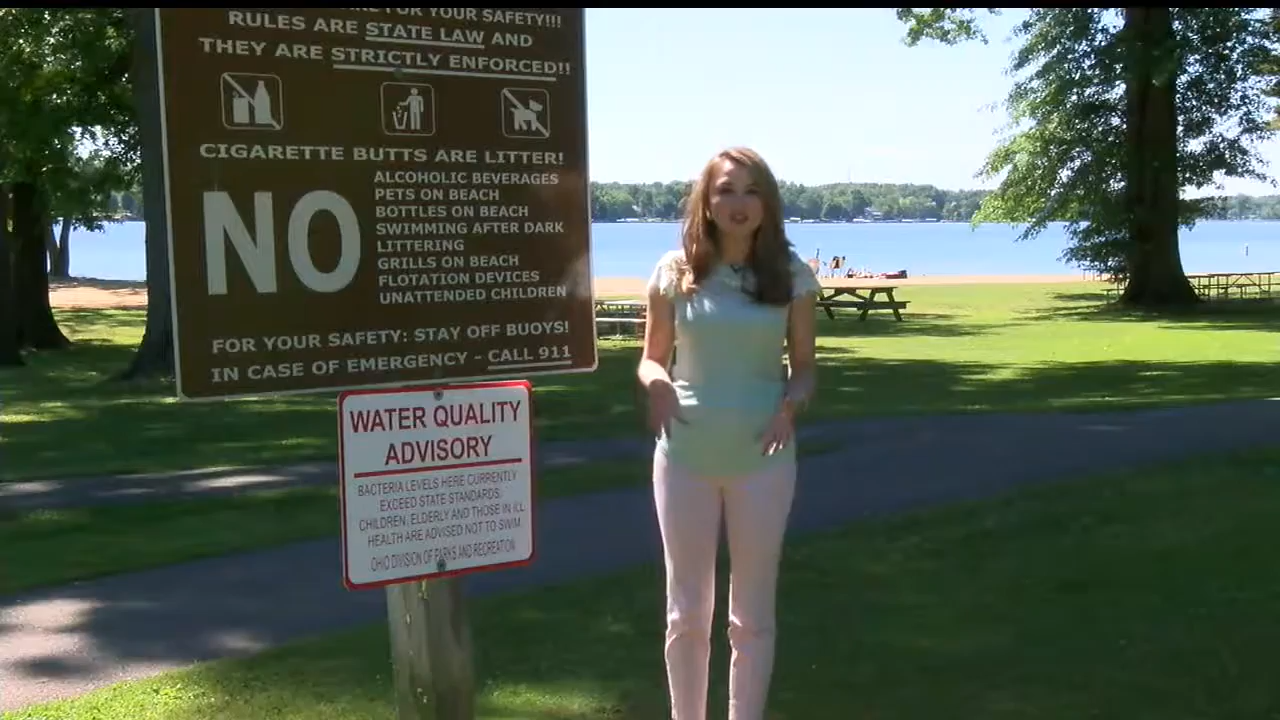 FOR YOUR SAFETY!!!
RULES ARE STATE LAW AND
THEY ARE STRICTLY ENFORCED!!
CIGARETTE BUTTS ARE LITTER!
NO
ALCOHOLIC BEVERAGES
PETS ON BEACH
BOTTLES ON BEACH
SWIMMING AFTER DARK
LITTERING
GRILLS ON BEACH
FLOTATION DEVICES
UNATTENDED CHILDREN
FOR YOUR SAFETY: STAY OFF BUOYS!
IN CASE OF EMERGENCY - CALL 911
WATER QUALITY
ADVISORY
BACTERIA LEVELS HERE CURRENTLY
EXCEED STATE STANDARDS.
CHILDREN, ELDERLY AND THOSE IN ILL
HEALTH ARE ADVISED NOT TO SWIM.
OHIO DIVISION OF PARKS AND RECREATION